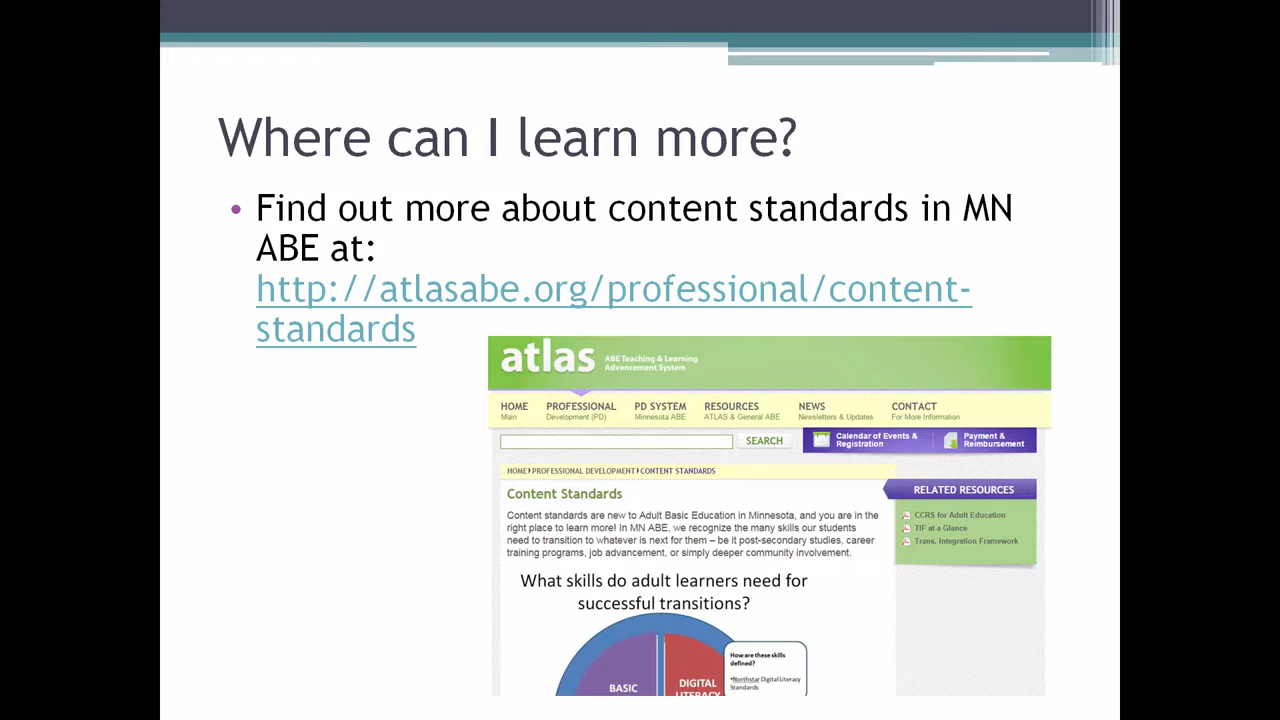 Where can I learn more?
• Find out more about content standards in MN
ABE at:
http://atlasabe.org/professional/content-
standards
atlas ABE Teaching & Learning
Advancement System
HOME PROFESSIONAL PD SYSTEM RESOURCES NEWS CONTACT
Main Development (PD) Minnesota ABE ATLAS & General ABE Newsletters & Updates For More Information
SEARCH
Calendar of Events &
Registration
Payment &
Reimbursement
HOME PROFESSIONAL DEVELOPMENT CONTENT STANDARDS
Content Standards
Content standards are new to Adult Basic Education in Minnesota, and you are in the
right place to learn more! In MN ABE, we recognize the many skills our students
need to transition to whatever is next for them – be it post-secondary studies, career
training programs, job advancement, or simply deeper community involvement.
RELATED RESOURCES
CCRS for Adult Education
TIF at a Glance
Trans. Integration Framework
What skills do adult learners need for
successful transitions?
BASIC
DIGITAL
LITERACY
How are these skills
defined?
•Northstar Digital Literacy
Standards